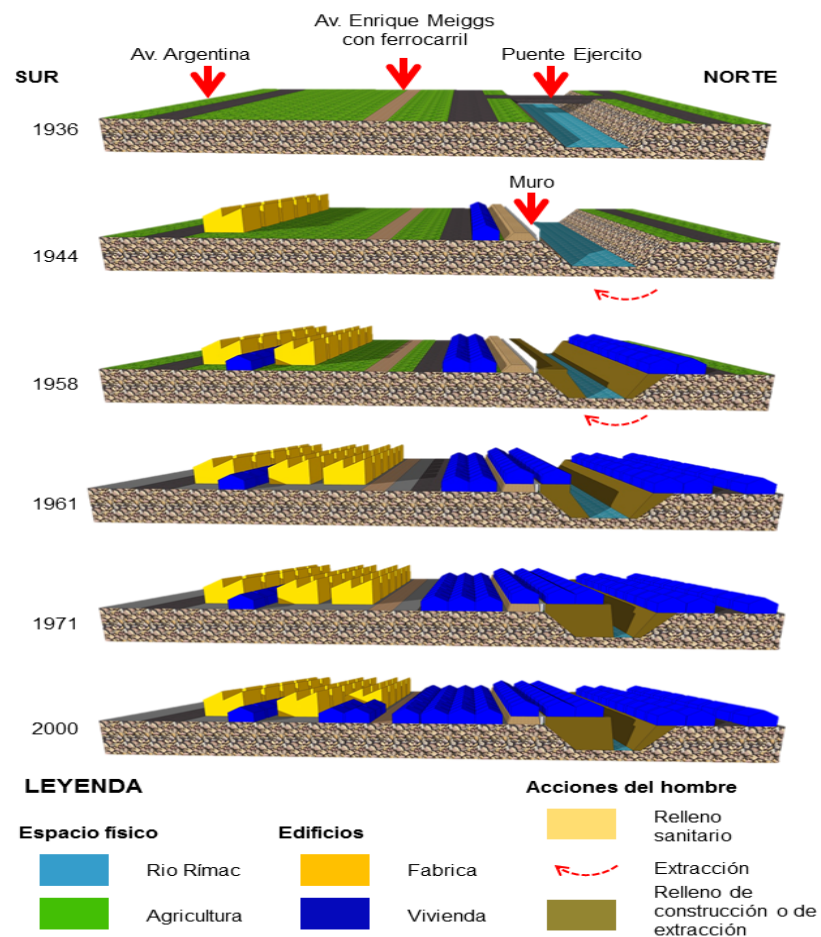 Av. Enrique Meiggs
con ferrocarril
Av. Argentina
Puente Ejercito
SUR
NORTE
1936
Muro
1944
1958
1961
1971
2000
LEYENDA
Acciones del hombre
Espacio físico
Edificios
Relleno
sanitario
Rio Rímac
Fabrica
Extracción
Agricultura
Vivienda
Relleno de
construcción o de
extracción